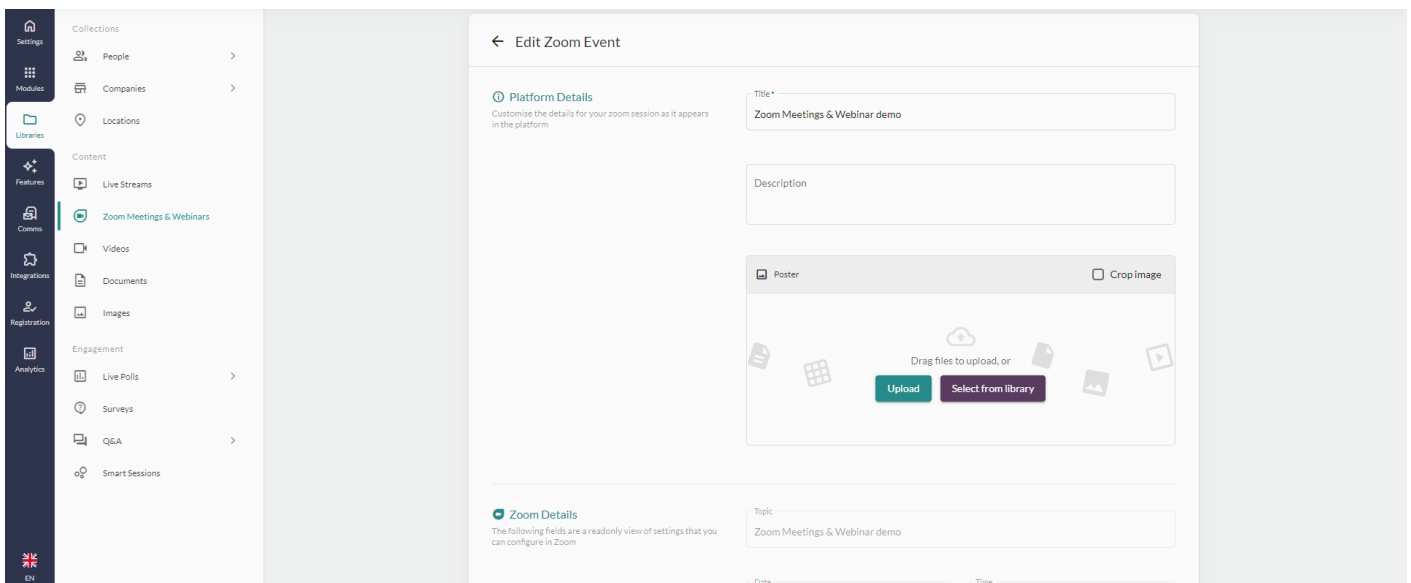 Settings
Modules
Libraries
Features
Comms
Integrations
Registration
Analytics
EN
Collections
People
Companies
Locations
Content
Live Streams
Zoom Meetings & Webinars
Videos
Documents
Images
Engagement
Live Polls
Surveys
Q&A
Smart Sessions
Edit Zoom Event
Platform Details
Customise the details for your zoom session as it appears
in the platform
Title *
Zoom Meetings & Webinar demo
Description
Poster
Crop image
Drag files to upload, or
Upload
Select from library
Zoom Details
The following fields are a readonly view of settings that you
can configure in Zoom
Topic
Zoom Meetings & Webinar demo
Date
Time